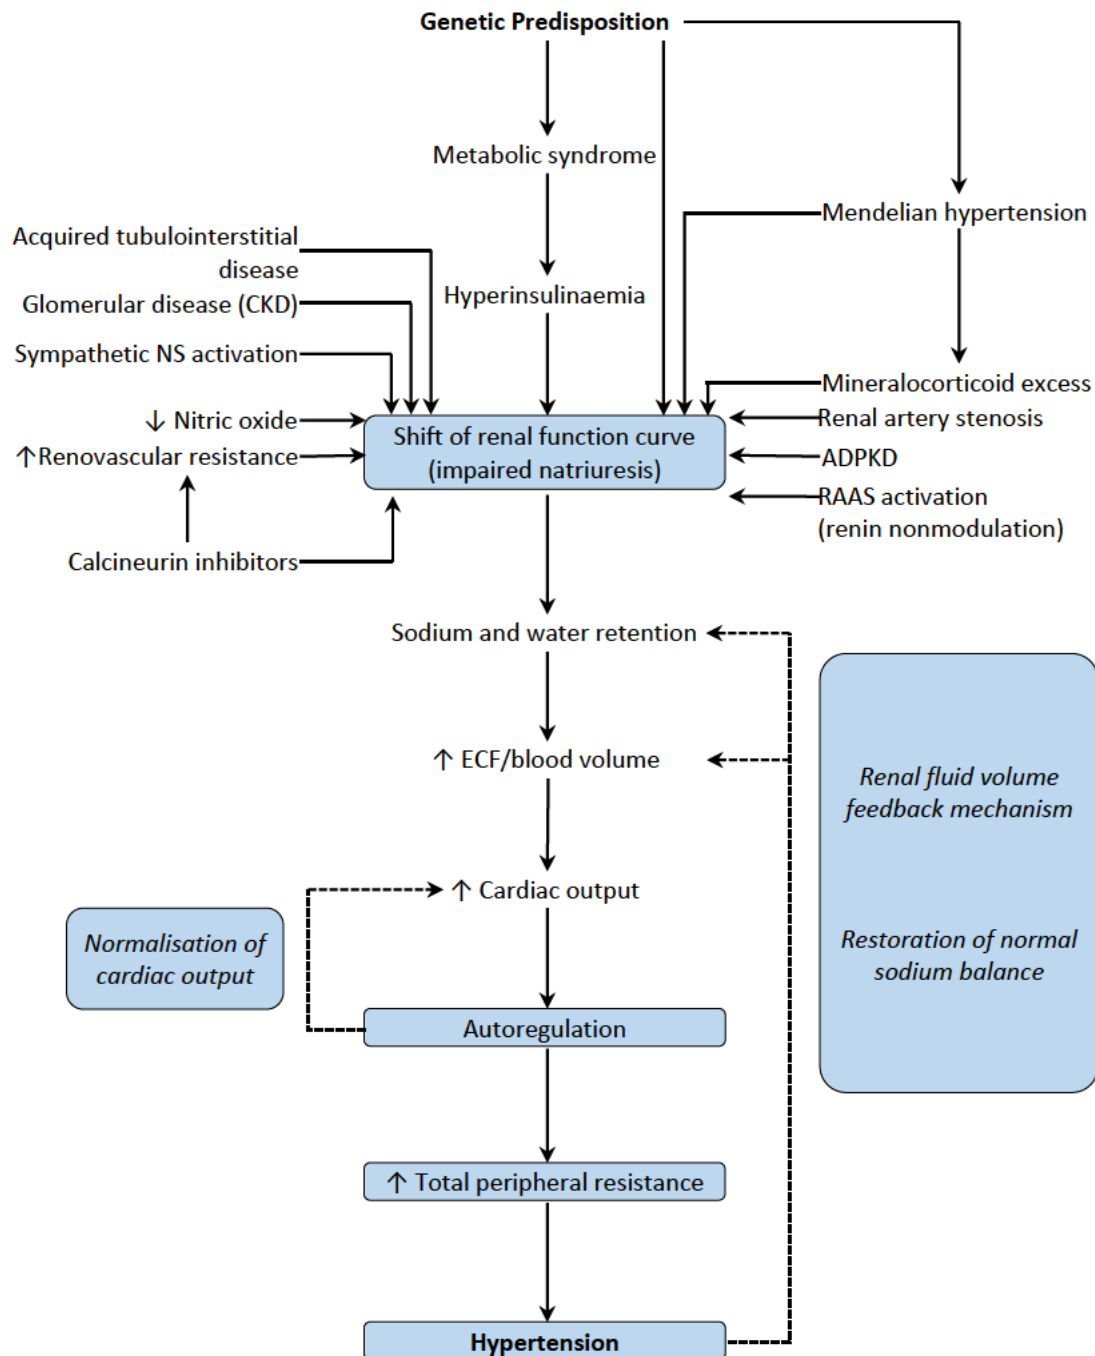 Genetic Predisposition
Metabolic syndrome
Mendelian hypertension
Acquired tubulointerstitial
disease
Hyperinsulinaemia
Glomerular disease (CKD)
Sympathetic NS activation
Mineralocorticoid excess
↓ Nitric oxide
Renal artery stenosis
Shift of renal function curve
(impaired natriuresis)
↑Renovascular resistance
ADPKD
RAAS activation
(renin nonmodulation)
Calcineurin inhibitors
Sodium and water retention
↑ ECF/blood volume
Renal fluid volume
feedback mechanism
↑ Cardiac output
Normalisation of
cardiac output
Restoration of normal
sodium balance
Autoregulation
↑ Total peripheral resistance
Hypertension